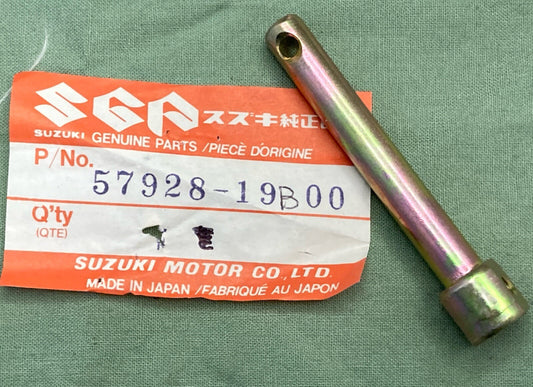 SGP スズキ純正
SUZUKI GENUINE PARTS / PIÈCE D'ORIGINE
P/No. 57928-19B00
Q'ty
(QTE)
SUZUKI MOTOR CO., LTD.
MADE IN JAPAN / FABRIQUÉ AU JAPON